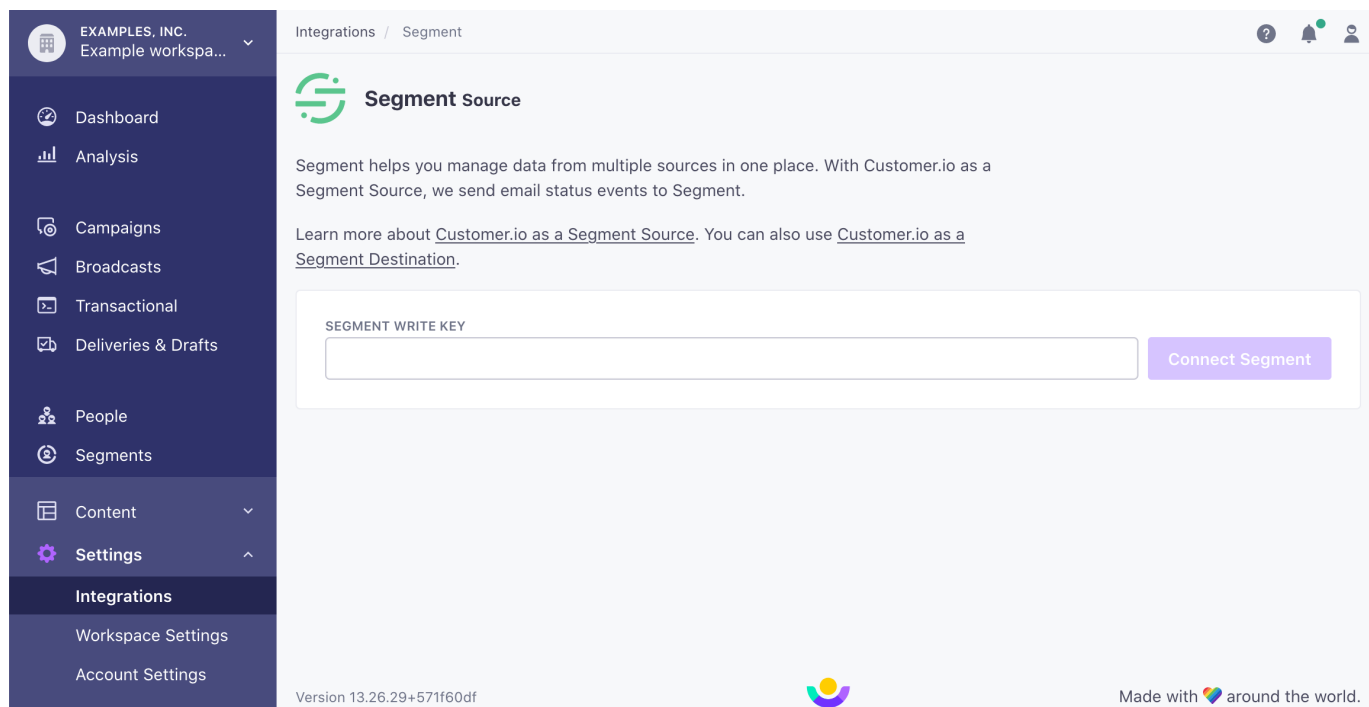 EXAMPLES, INC.
Example workspa...
Dashboard
Analysis
Campaigns
Broadcasts
Transactional
Deliveries & Drafts
People
Segments
Content
Settings
Integrations
Workspace Settings
Account Settings
Integrations / Segment
Segment Source
Segment helps you manage data from multiple sources in one place. With Customer.io as a
Segment Source, we send email status events to Segment.
Learn more about Customer.io as a Segment Source. You can also use Customer.io as a
Segment Destination.
SEGMENT WRITE KEY
Connect Segment
Version 13.26.29+571f60df
Made with around the world.